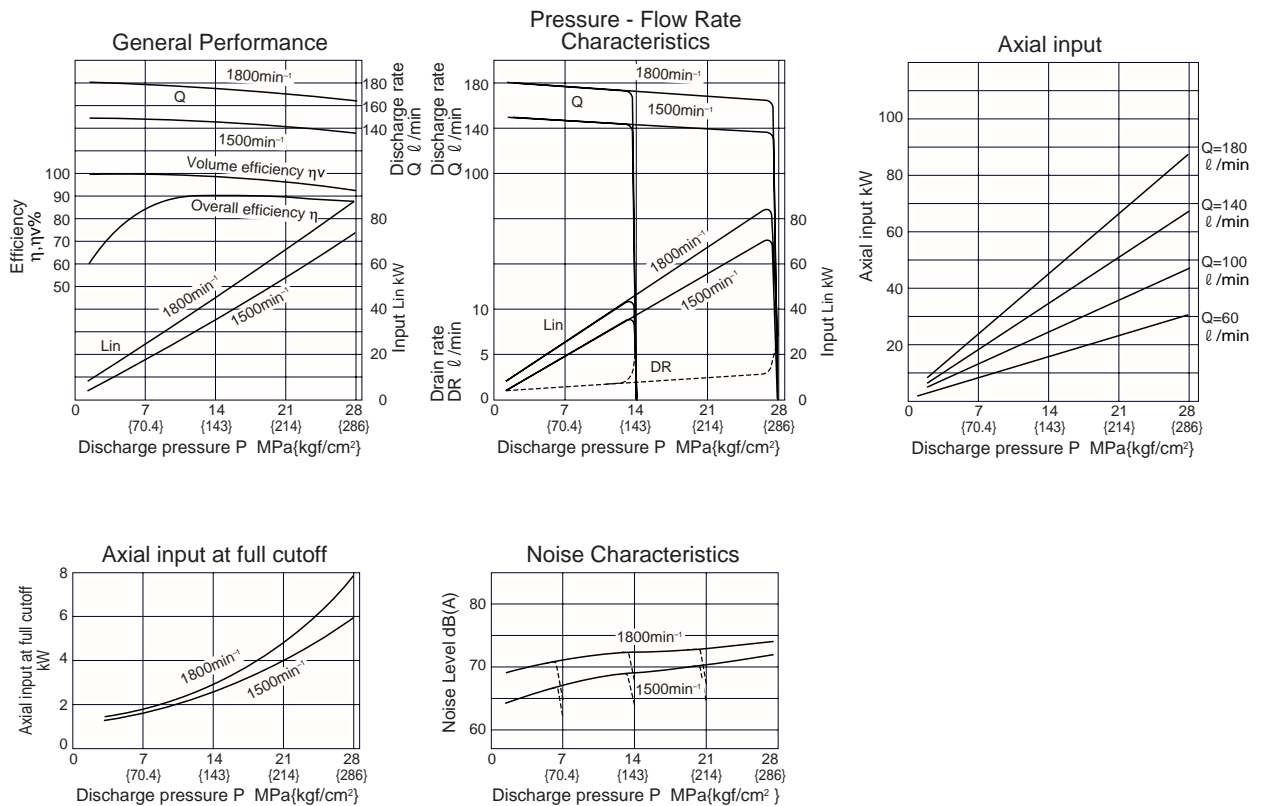 General Performance
1800min⁻¹
Q
1500min⁻¹
Volume efficiency ηv
Overall efficiency η
1800min⁻¹
1500min⁻¹
Lin
Efficiency
η,ηv%
100
90
80
70
60
50
180
160
140
Discharge rate
Q ℓ/min
80
60
40
20
0
Input Lin kW
0 7 14 21 28
{70.4} {143} {214} {286}
Discharge pressure P MPa{kgf/cm²}
Pressure - Flow Rate
Characteristics
1800min⁻¹
Q
1500min⁻¹
1800min⁻¹
1500min⁻¹
Lin
DR
Discharge rate
Q ℓ/min
180
140
100
Drain rate
DR ℓ/min
10
5
0
80
60
40
20
0
Input Lin kW
0 7 14 21 28
{70.4} {143} {214} {286}
Discharge pressure P MPa{kgf/cm²}
Axial input
Axial input kW
100
80
60
40
20
Q=180
ℓ/min
Q=140
ℓ/min
Q=100
ℓ/min
Q=60
ℓ/min
0 7 14 21 28
{70.4} {143} {214} {286}
Discharge pressure P MPa{kgf/cm²}
Axial input at full cutoff
Axial input at full cutoff
kW
8
6
4
2
0
1800min⁻¹
1500min⁻¹
0 7 14 21 28
{70.4} {143} {214} {286}
Discharge pressure P MPa{kgf/cm²}
Noise Characteristics
Noise Level dB(A)
80
70
60
1800min⁻¹
1500min⁻¹
0 7 14 21 28
{70.4} {143} {214} {286}
Discharge pressure P MPa{kgf/cm² }